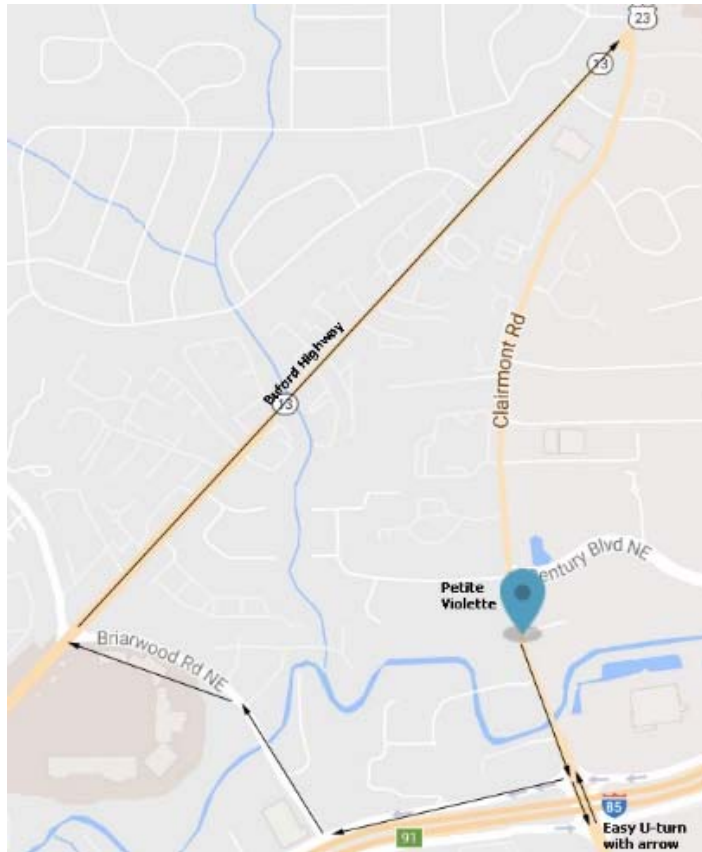 23
13
Buford Highway
13
Clairmont Rd
Century Blvd NE
Petite
Violette
Briarwood Rd NE
85
Easy U-turn
with arrow
91